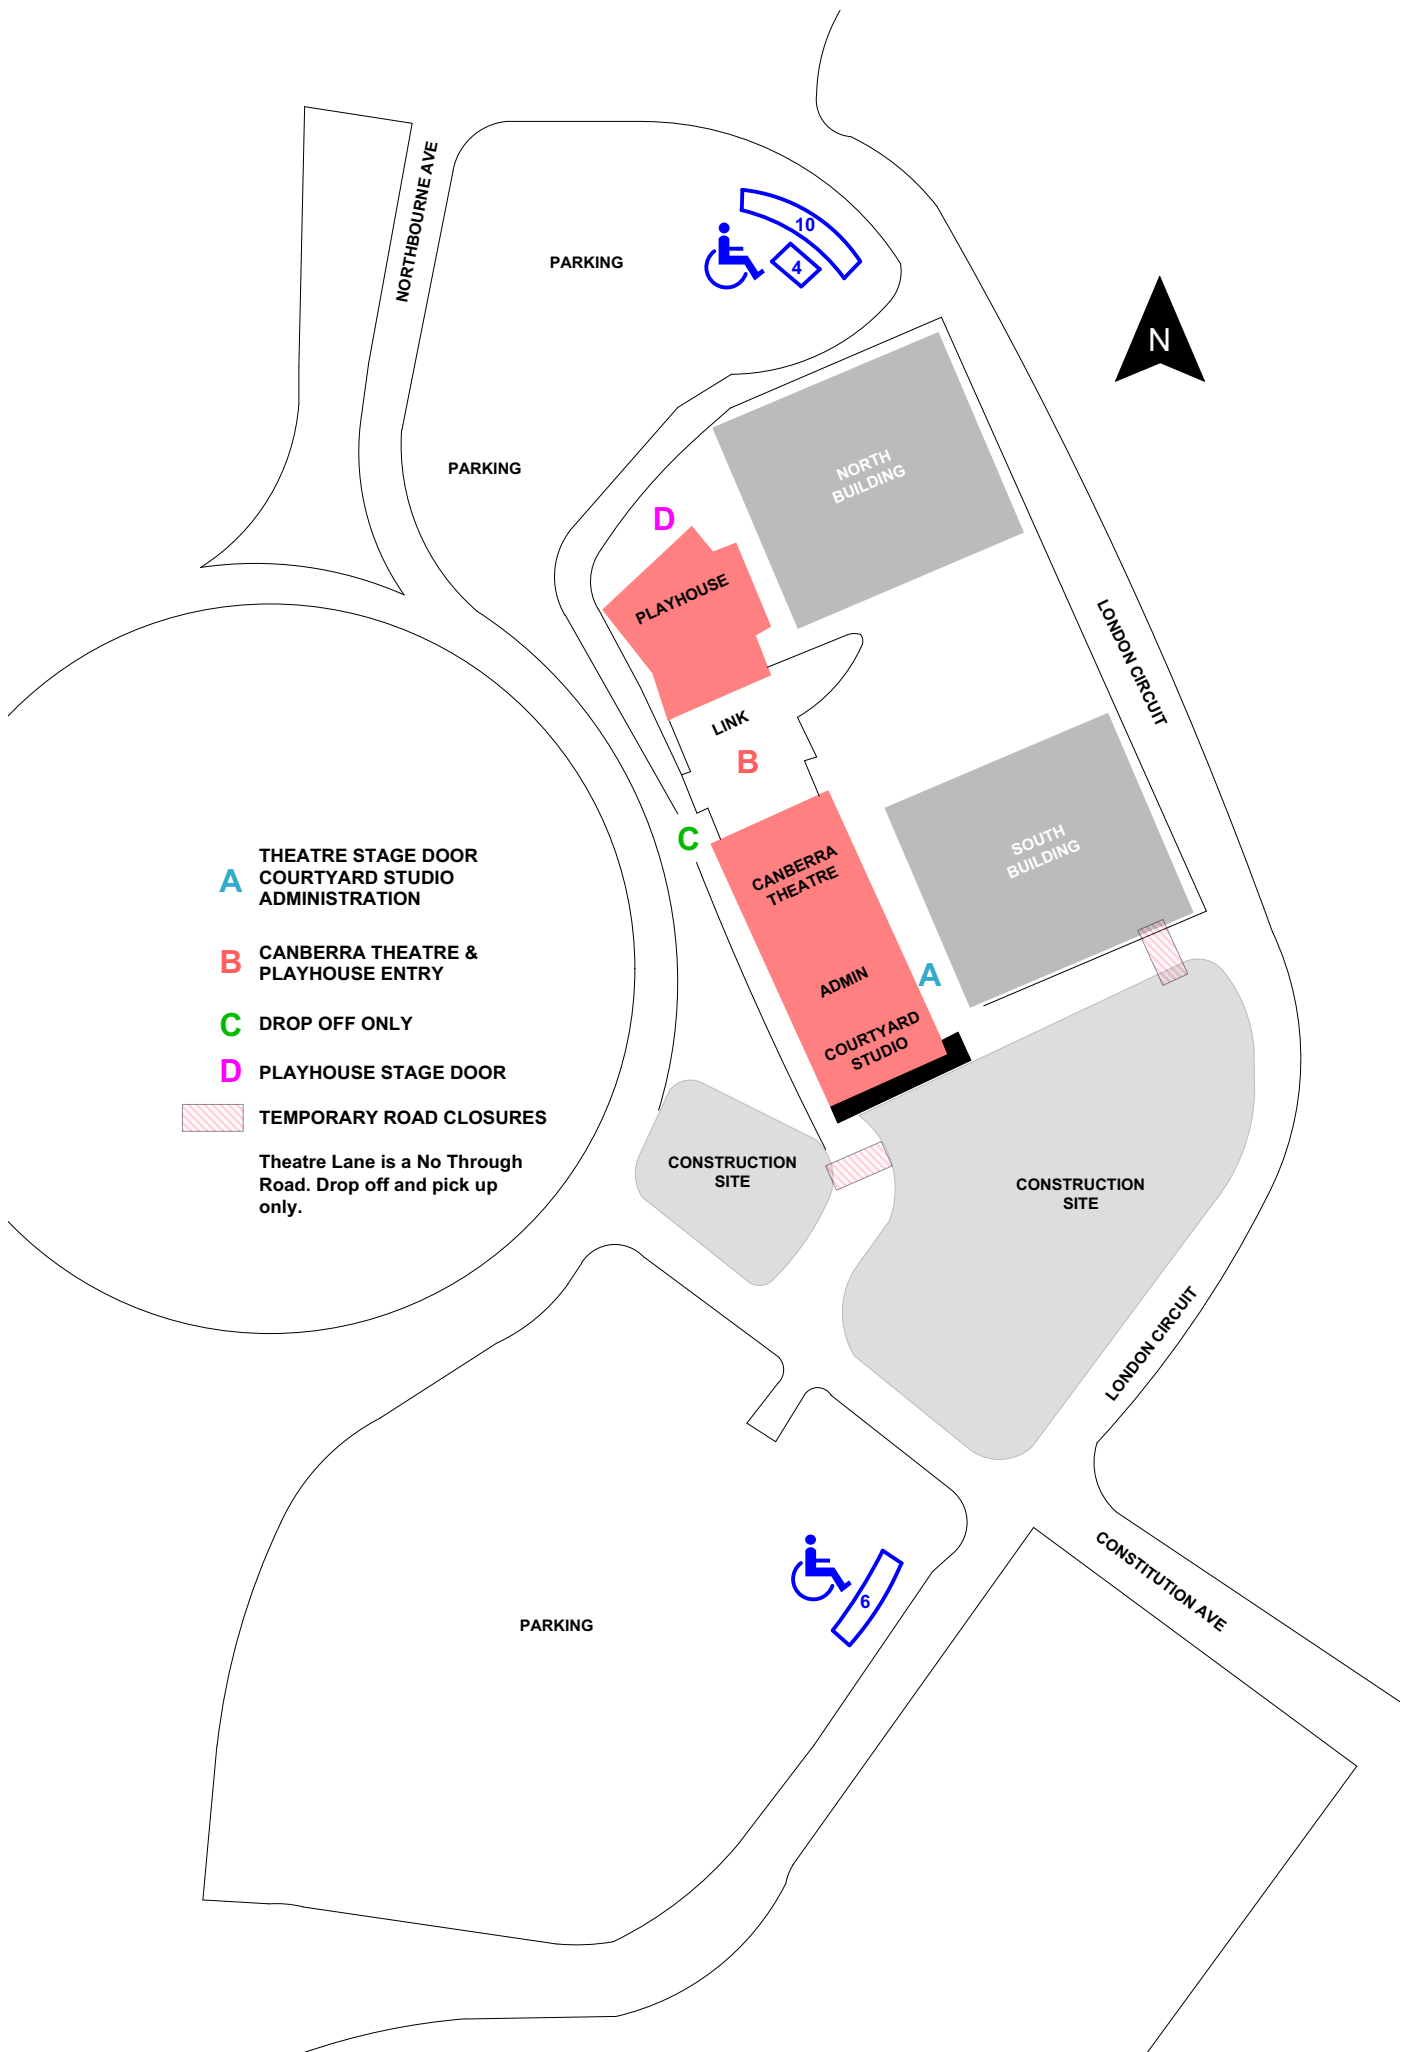 NORTHBOURNE AVE
10
4
PARKING
N
PARKING
NORTH
BUILDING
D
PLAYHOUSE
LONDON CIRCUIT
LINK
B
C
SOUTH
BUILDING
CANBERRA
THEATRE
ADMIN
A
COURTYARD
STUDIO
A
THEATRE STAGE DOOR
COURTYARD STUDIO
ADMINISTRATION
B
CANBERRA THEATRE &
PLAYHOUSE ENTRY
C
DROP OFF ONLY
D
PLAYHOUSE STAGE DOOR
TEMPORARY ROAD CLOSURES
Theatre Lane is a No Through
Road. Drop off and pick up
only.
CONSTRUCTION
SITE
CONSTRUCTION
SITE
LONDON CIRCUIT
CONSTITUTION AVE
6
PARKING